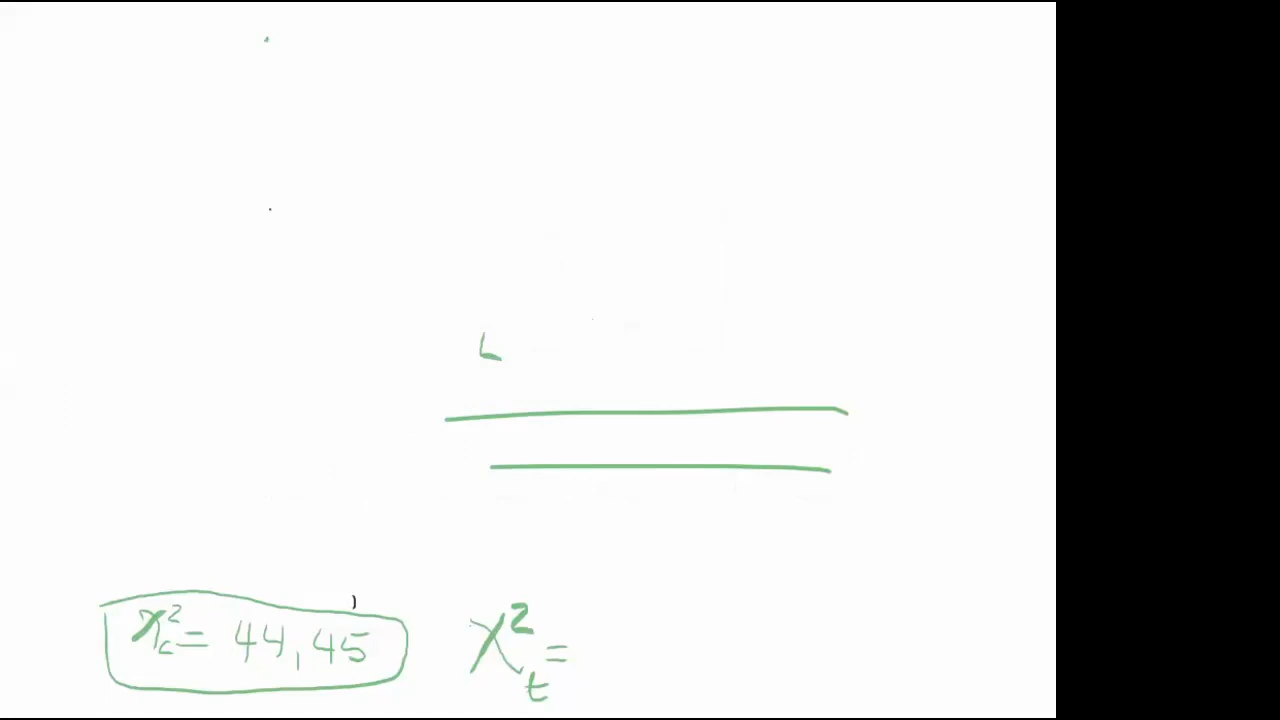 χ²c = 44,45 χ²t =